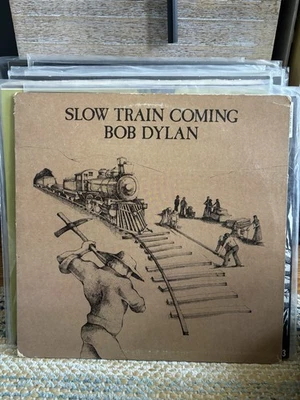 SLOW TRAIN COMING
BOB DYLAN